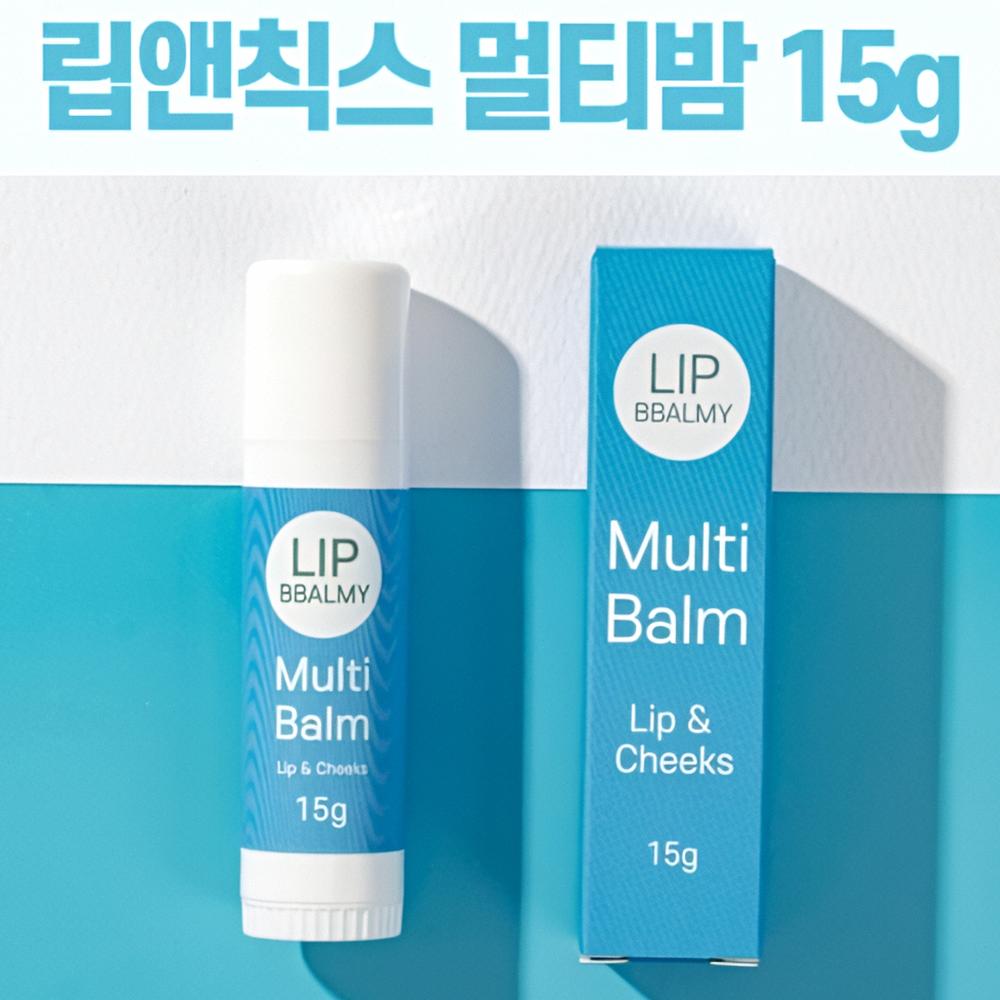 립앤칙스 멀티밤 15g
LIP
BBALMY
Multi
Balm
Lip & Cheeks
15g
LIP
BBALMY
Multi
Balm
Lip &
Cheeks
15g